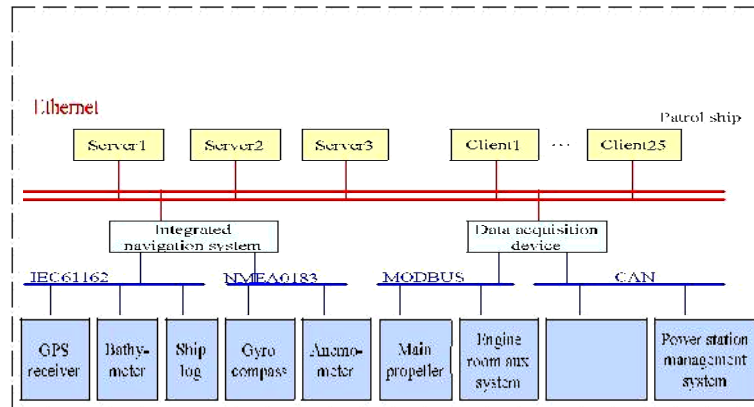 Ethernet
Patrol ship
Server1
Server2
Server3
Client1
...
Client25
Integrated
navigation system
Data acquisition
device
IEC61162
NMEA0183
MODBUS
CAN
GPS
receiver
Bathy-
meter
Ship
log
Gyro
compass
Anemo-
meter
Main
propeller
Engine
room aux
system
Power station
management
system